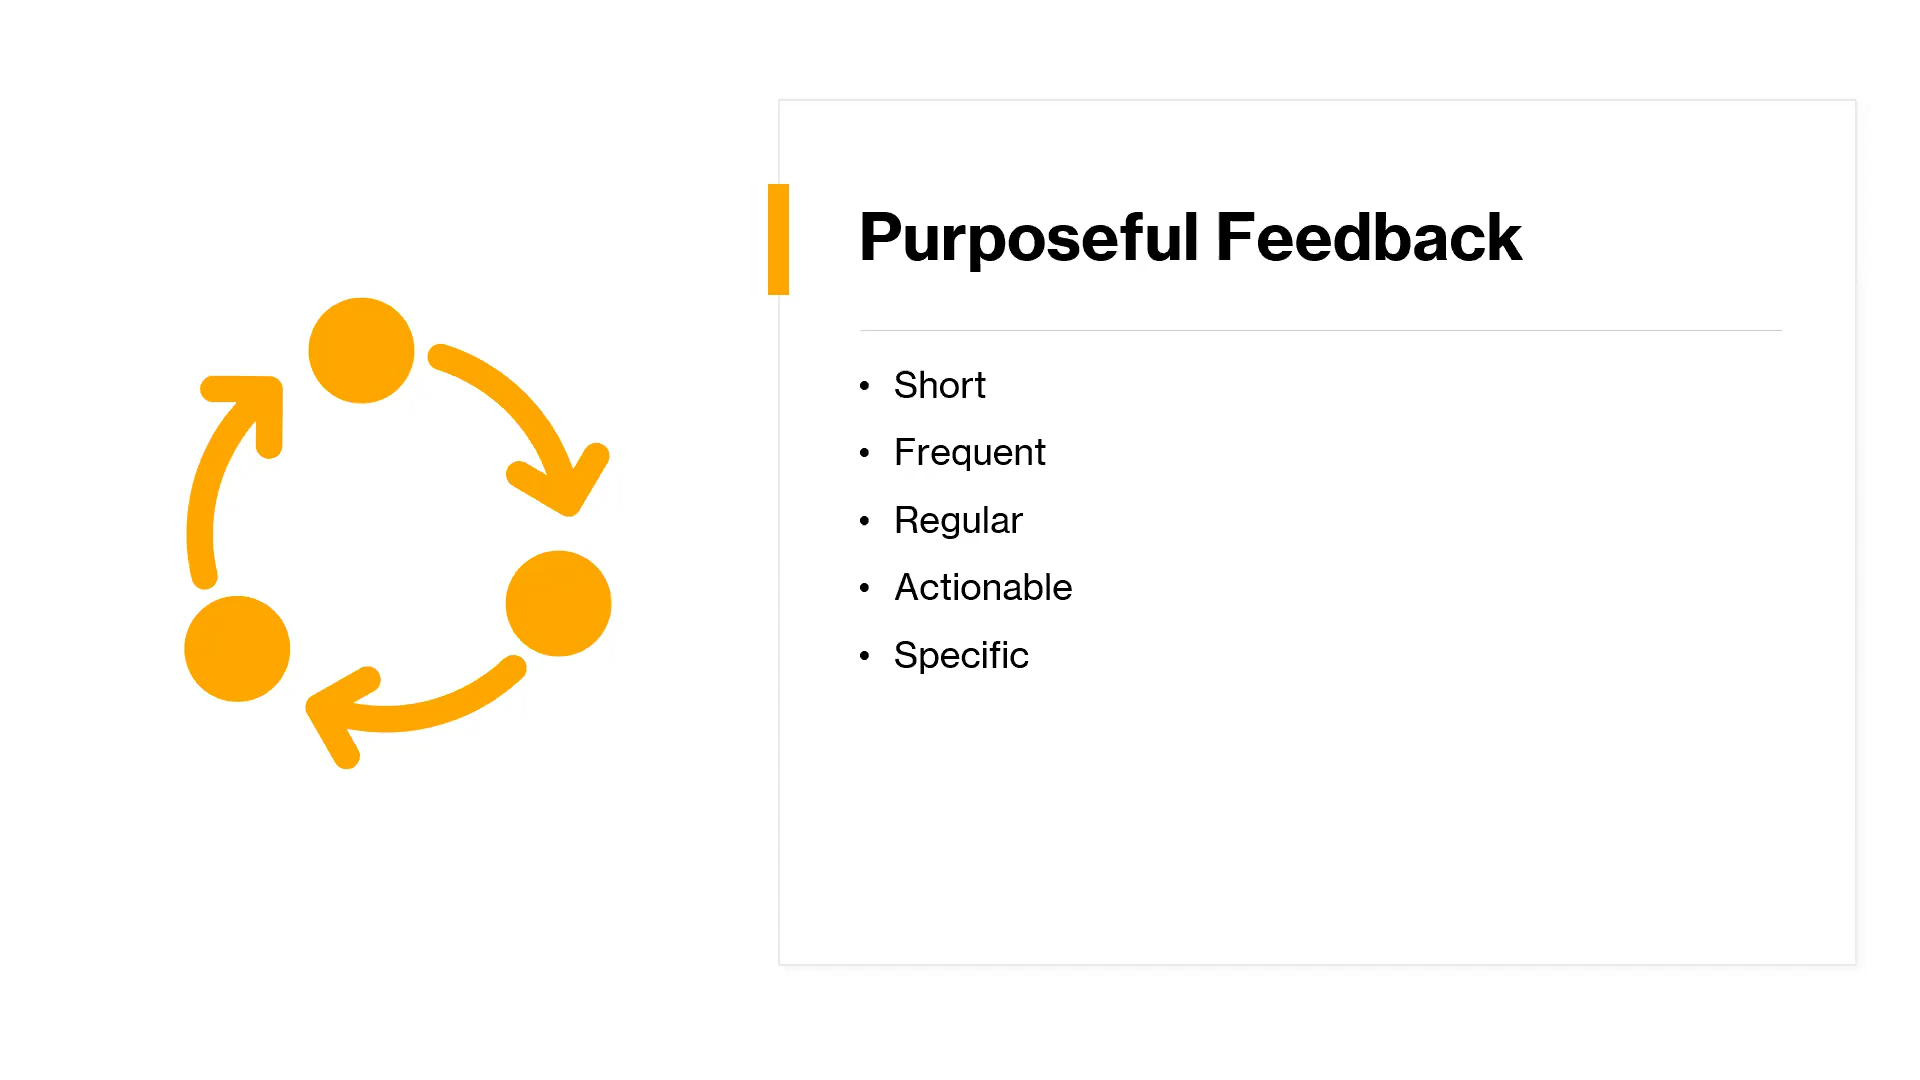 Purposeful Feedback
• Short
• Frequent
• Regular
• Actionable
• Specific